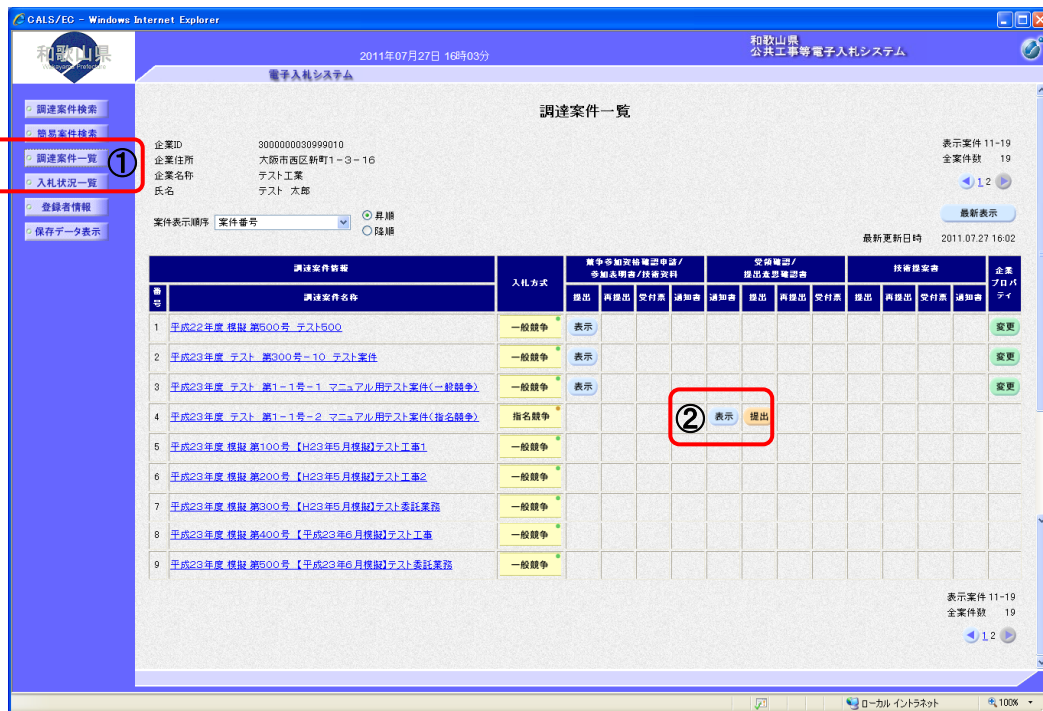 CALS/EC - Windows Internet Explorer
和歌山県
Wakayama Prefecture
2011年07月27日 16時03分
和歌山県
公共工事等電子入札システム
電子入札システム
調達案件検索
簡易案件検索
調達案件一覧
入札状況一覧
登録者情報
保存データ表示
①
調達案件一覧
企業ID 3000000030999010
企業住所 大阪市西区新町1-3-16
企業名称 テスト工業
氏名 テスト 太郎
表示案件 11-19
全案件数 19
1 2
案件表示順序 案件番号
昇順
降順
最新表示
最新更新日時 2011.07.27 16:02
調達案件情報 入札方式 競争参加資格確認申請/参加表明書/技術資料 受領確認/提出意思確認書 技術提案書 企業プロパティ
番号 調達案件名称 提出 再提出 受付票 通知書 通知書 提出 再提出 受付票 提出 再提出 受付票 通知書
1 平成22年度 模擬 第500号 テスト500 一般競争 表示 変更
2 平成23年度 テスト 第300号-10 テスト案件 一般競争 表示 変更
3 平成23年度 テスト 第1-1号-1 マニュアル用テスト案件(一般競争) 一般競争 表示 変更
4 平成23年度 テスト 第1-1号-2 マニュアル用テスト案件(指名競争) 指名競争 ② 表示 提出
5 平成23年度 模擬 第100号 【H23年5月模擬】テスト工事1 一般競争
6 平成23年度 模擬 第200号 【H23年5月模擬】テスト工事2 一般競争
7 平成23年度 模擬 第300号 【H23年5月模擬】テスト委託業務 一般競争
8 平成23年度 模擬 第400号 【平成23年6月模擬】テスト工事 一般競争
9 平成23年度 模擬 第500号 【平成23年6月模擬】テスト委託業務 一般競争
表示案件 11-19
全案件数 19
1 2
ローカル イントラネット 100%